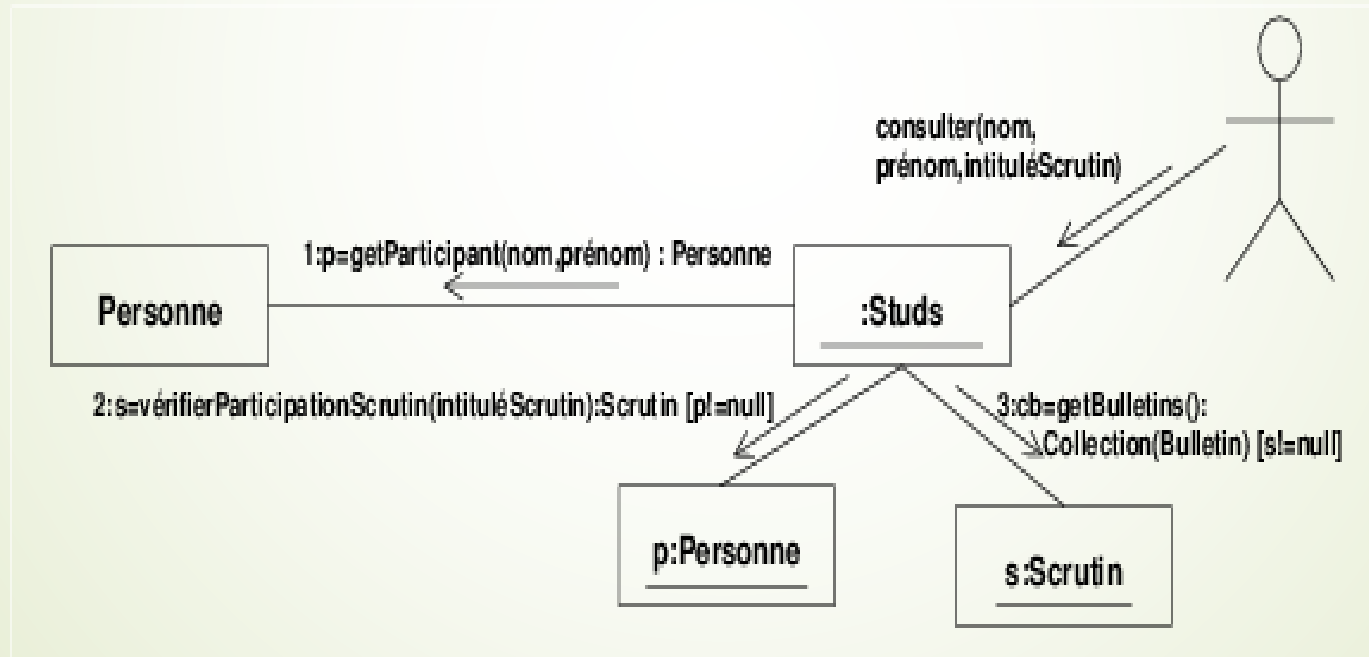 consulter(nom,
prénom,intituléScrutin)
1:p=getParticipant(nom,prénom) : Personne
Personne
:Studs
2:s=vérifierParticipationScrutin(intituléScrutin):Scrutin [p!=null]
3:cb=getBulletins():
Collection(Bulletin) [s!=null]
p:Personne
s:Scrutin